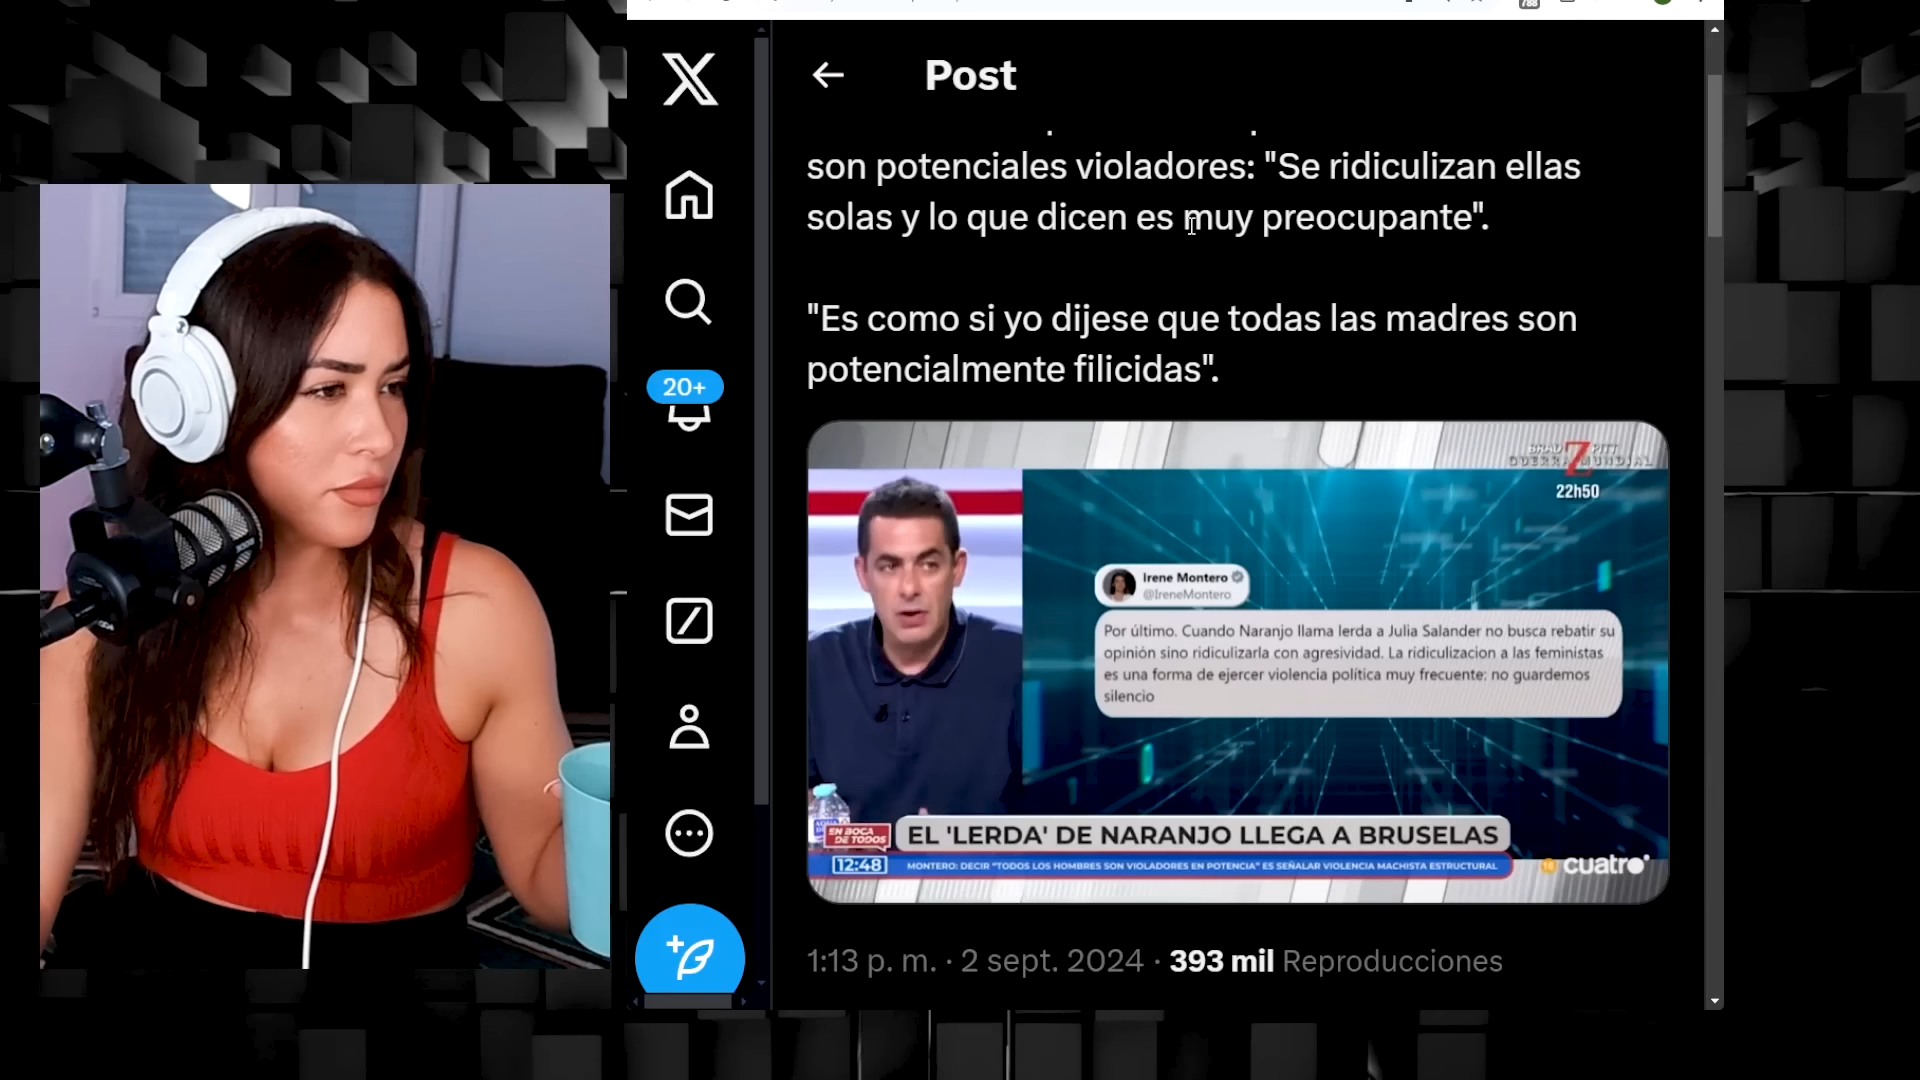 788
Post
son potenciales violadores: "Se ridiculizan ellas
solas y lo que dicen es muy preocupante".
"Es como si yo dijese que todas las madres son
potencialmente filicidas".
20+
BRAD PITT
GUERRA MUNDIAL
Z
22h50
Irene Montero
@IreneMontero
Por último. Cuando Naranjo llama lerda a Julia Salander no busca rebatir su
opinión sino ridiculizarla con agresividad. La ridiculizacion a las feministas
es una forma de ejercer violencia política muy frecuente: no guardemos
silencio
EN BOCA
DE TODOS
EL 'LERDA' DE NARANJO LLEGA A BRUSELAS
12:48
MONTERO: DECIR "TODOS LOS HOMBRES SON VIOLADORES EN POTENCIA" ES SEÑALAR VIOLENCIA MACHISTA ESTRUCTURAL
cuatro
1:13 p. m. · 2 sept. 2024 · 393 mil Reproducciones